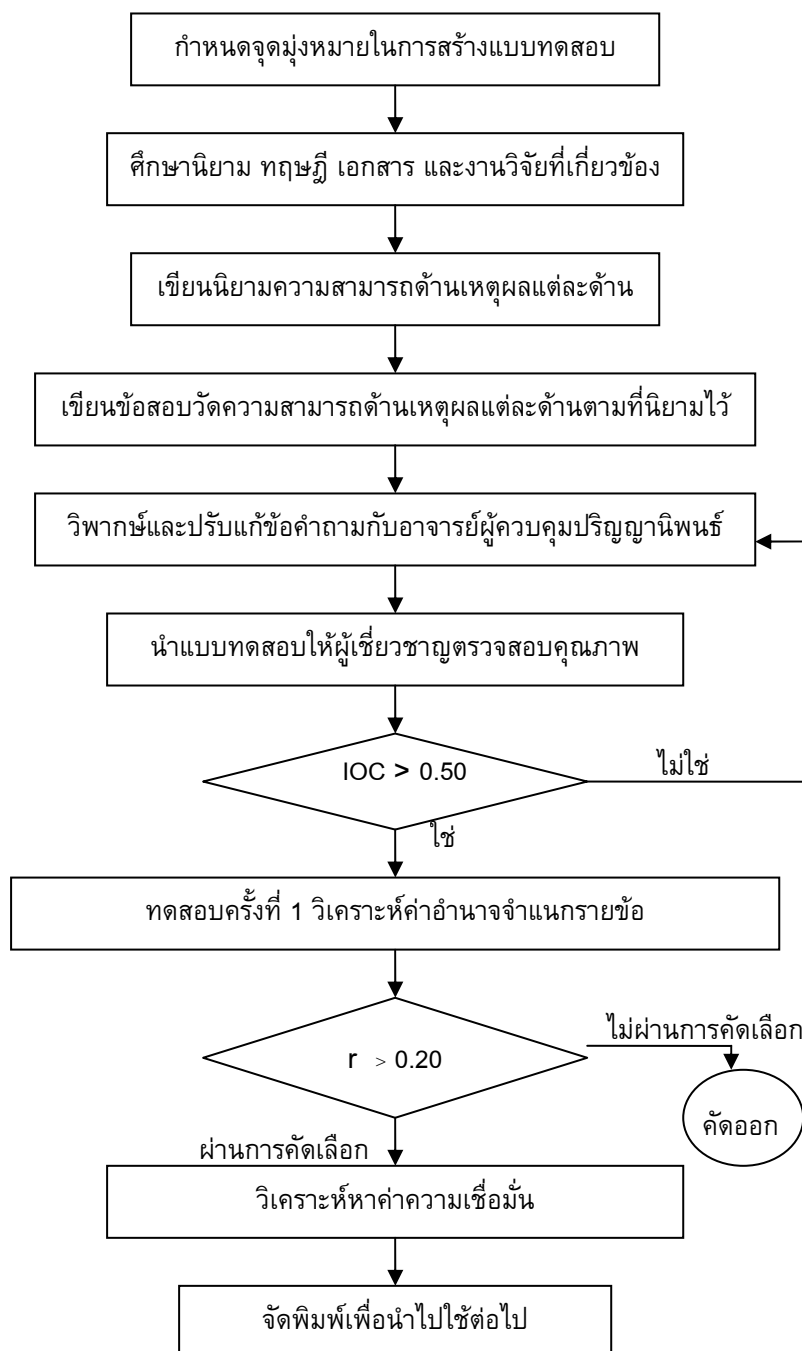 กำหนดจุดมุ่งหมายในการสร้างแบบทดสอบ
ศึกษานิยาม ทฤษฎี เอกสาร และงานวิจัยที่เกี่ยวข้อง
เขียนนิยามความสามารถด้านเหตุผลแต่ละด้าน
เขียนข้อสอบวัดความสามารถด้านเหตุผลแต่ละด้านตามที่นิยามไว้
วิพากษ์และปรับแก้ข้อคำถามกับอาจารย์ผู้ควบคุมปริญญานิพนธ์
นำแบบทดสอบให้ผู้เชี่ยวชาญตรวจสอบคุณภาพ
IOC > 0.50
ไม่ใช่
ใช่
ทดสอบครั้งที่ 1 วิเคราะห์ค่าอำนาจจำแนกรายข้อ
ไม่ผ่านการคัดเลือก
r > 0.20
คัดออก
ผ่านการคัดเลือก
วิเคราะห์หาค่าความเชื่อมั่น
จัดพิมพ์เพื่อนำไปใช้ต่อไป